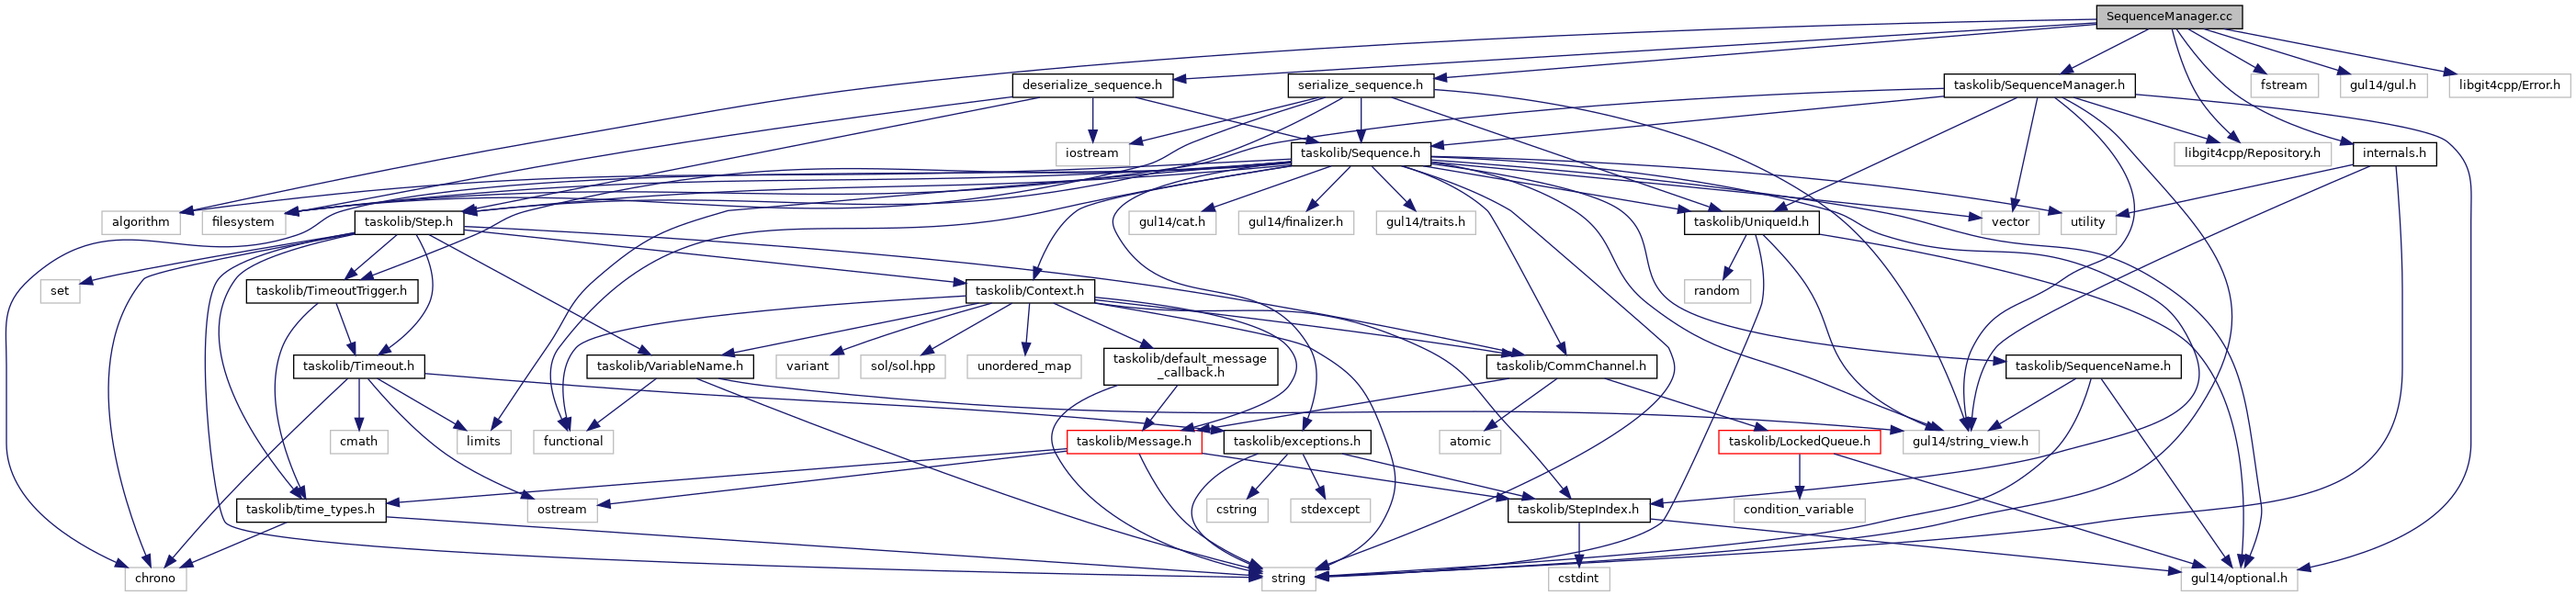 SequenceManager.cc
deserialize_sequence.h
serialize_sequence.h
taskolib/SequenceManager.h
fstream
gul14/gul.h
libgit4cpp/Error.h
iostream
taskolib/Sequence.h
libgit4cpp/Repository.h
internals.h
algorithm
filesystem
taskolib/Step.h
gul14/cat.h
gul14/finalizer.h
gul14/traits.h
taskolib/UniqueId.h
vector
utility
set
taskolib/TimeoutTrigger.h
taskolib/Context.h
random
taskolib/Timeout.h
taskolib/VariableName.h
variant
sol/sol.hpp
unordered_map
taskolib/default_message
_callback.h
taskolib/CommChannel.h
taskolib/SequenceName.h
cmath
limits
functional
taskolib/Message.h
taskolib/exceptions.h
atomic
taskolib/LockedQueue.h
gul14/string_view.h
taskolib/time_types.h
ostream
cstring
stdexcept
taskolib/StepIndex.h
condition_variable
chrono
string
cstdint
gul14/optional.h